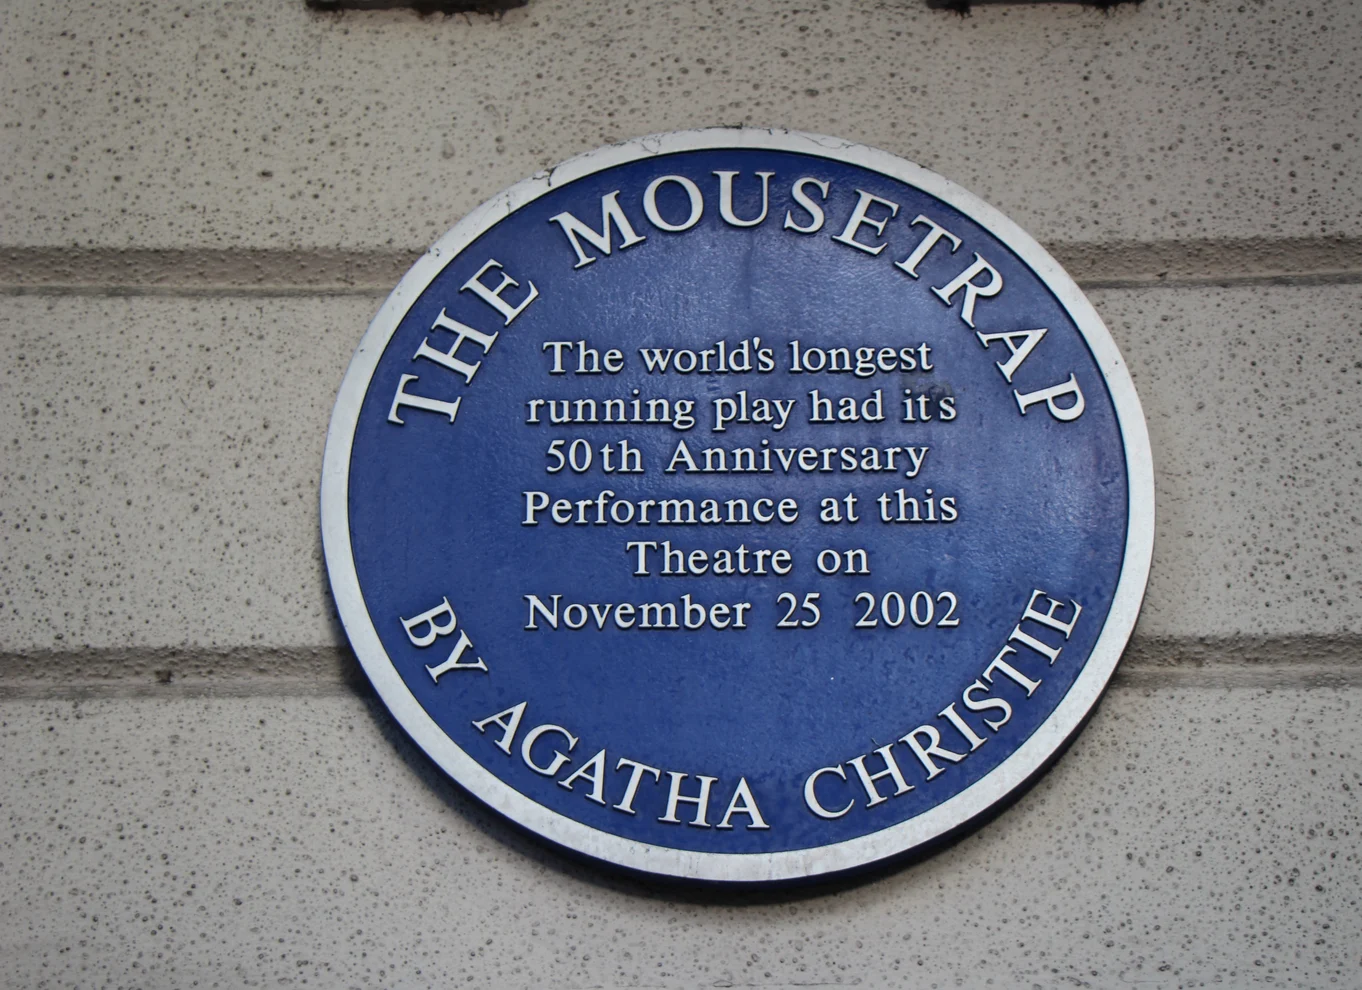 THE MOUSETRAP
The world's longest
running play had it's
50th Anniversary
Performance at this
Theatre on
November 25 2002
BY AGATHA CHRISTIE